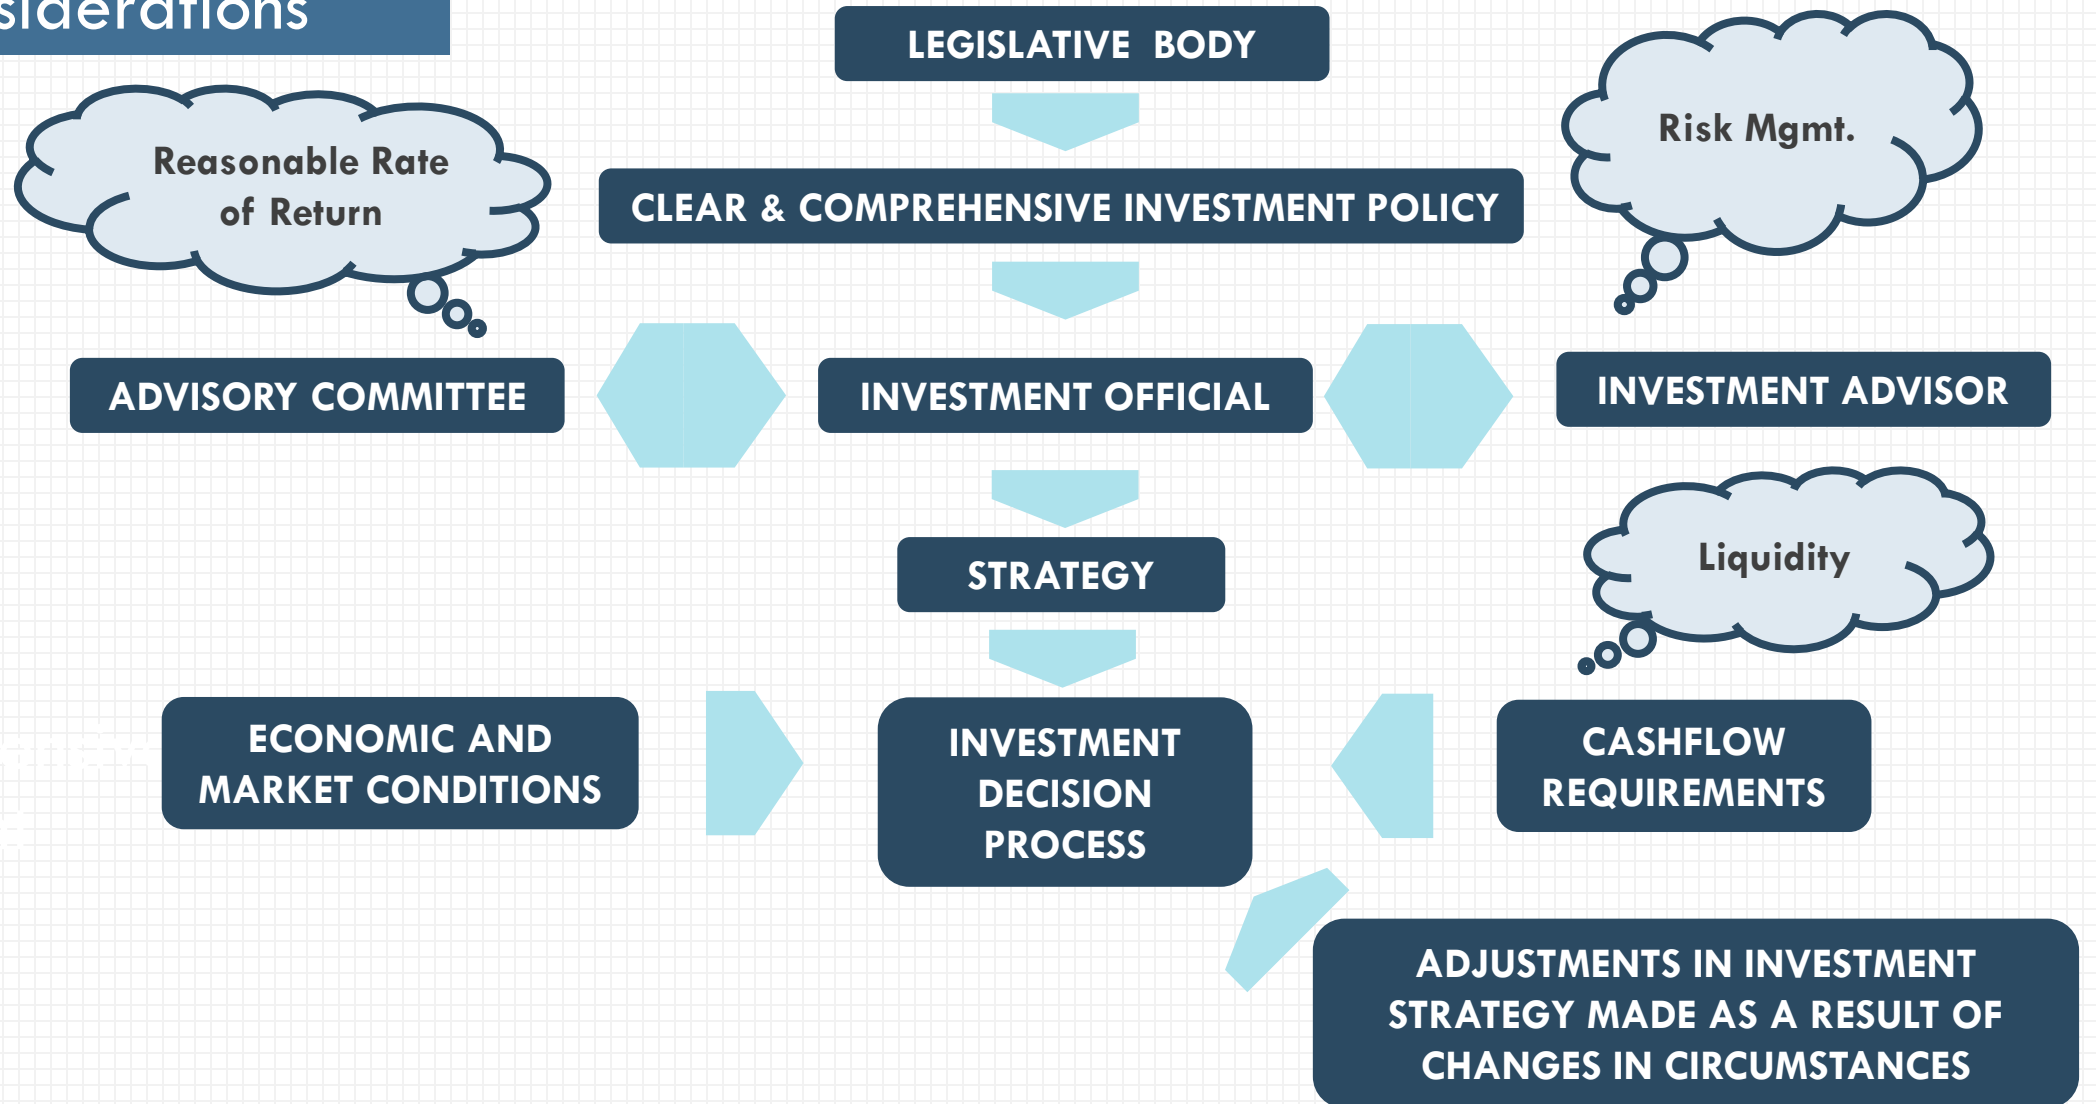 LEGISLATIVE BODY
Reasonable Rate
of Return
Risk Mgmt.
CLEAR & COMPREHENSIVE INVESTMENT POLICY
ADVISORY COMMITTEE
INVESTMENT OFFICIAL
INVESTMENT ADVISOR
STRATEGY
Liquidity
ECONOMIC AND
MARKET CONDITIONS
INVESTMENT
DECISION
PROCESS
CASHFLOW
REQUIREMENTS
ADJUSTMENTS IN INVESTMENT
STRATEGY MADE AS A RESULT OF
CHANGES IN CIRCUMSTANCES